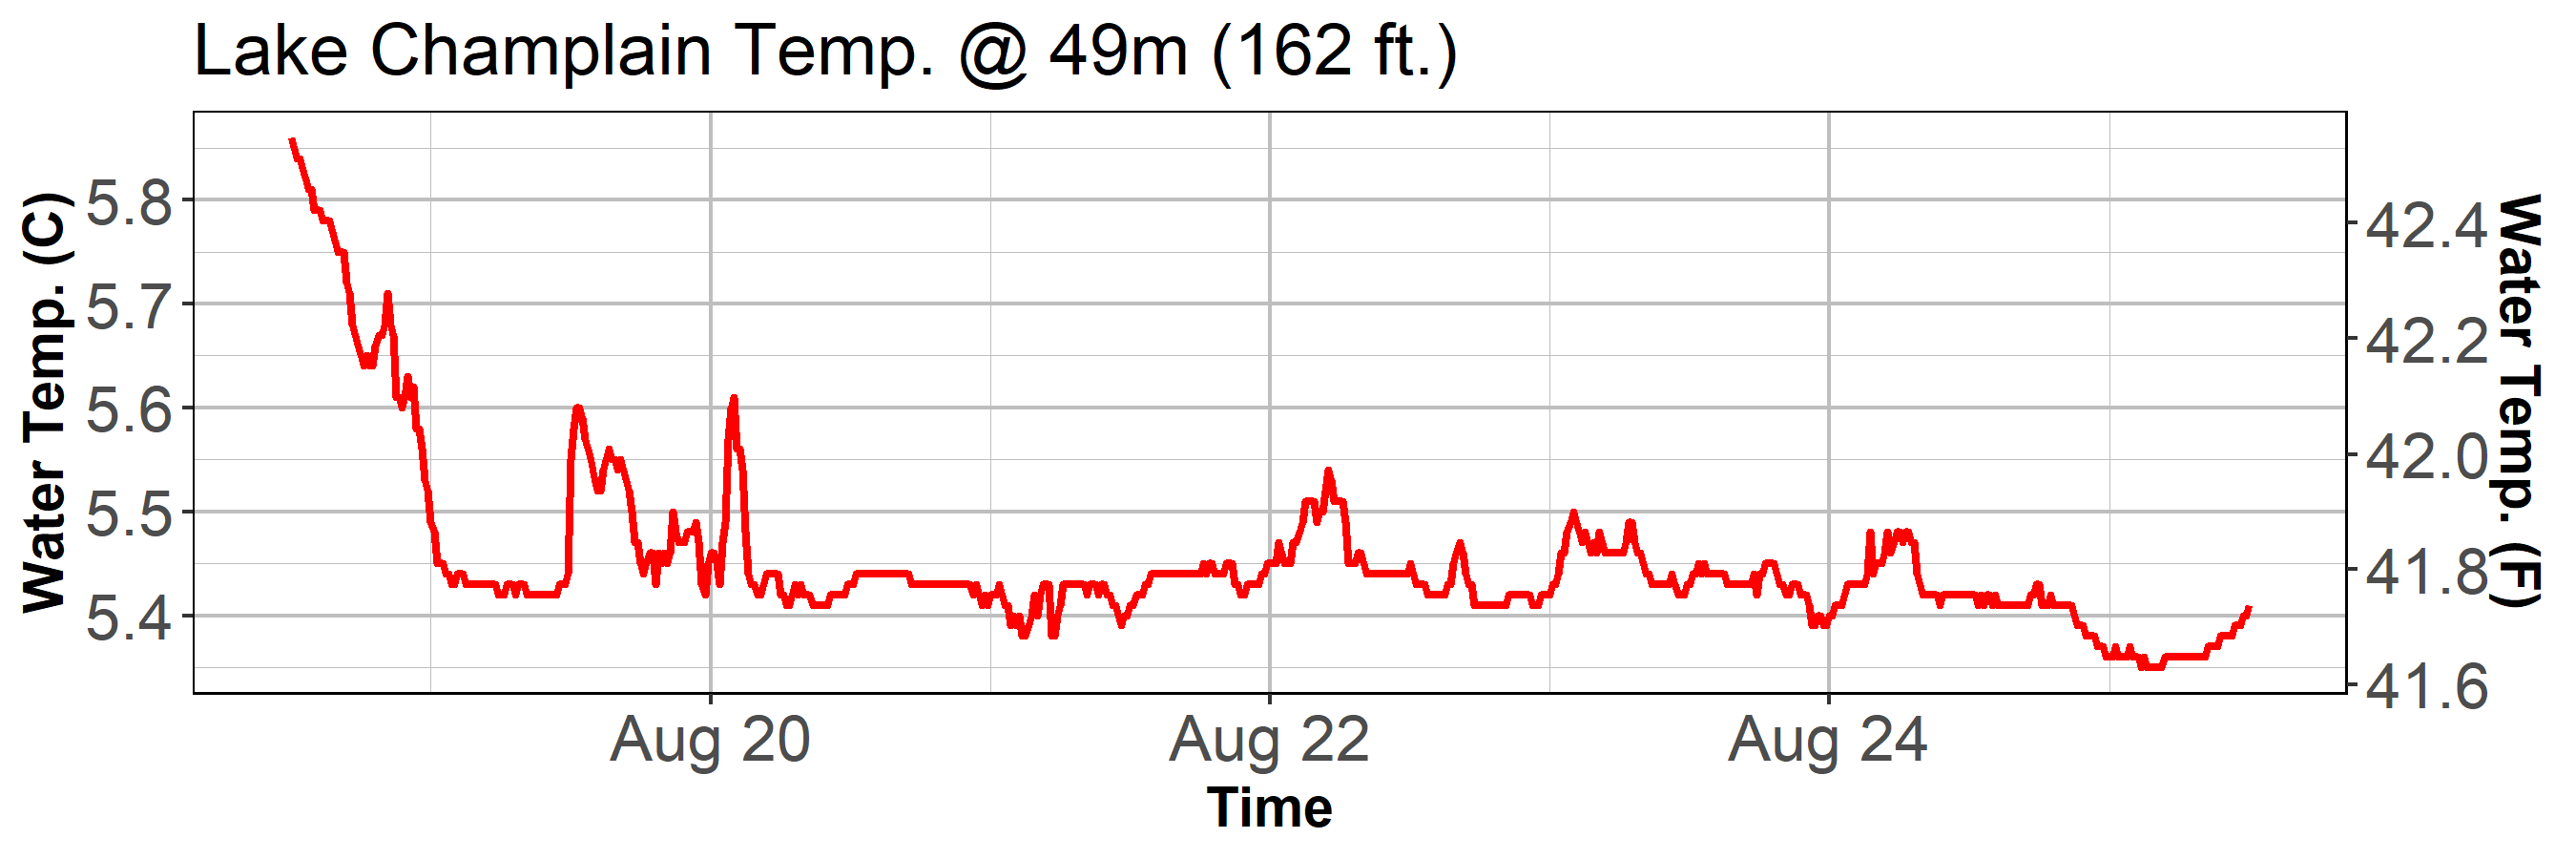 Lake Champlain Temp. @ 49m (162 ft.)
Water Temp. (C)
5.8
5.7
5.6
5.5
5.4
42.4
42.2
42.0
41.8
41.6
Water Temp. (F)
Aug 20
Aug 22
Aug 24
Time